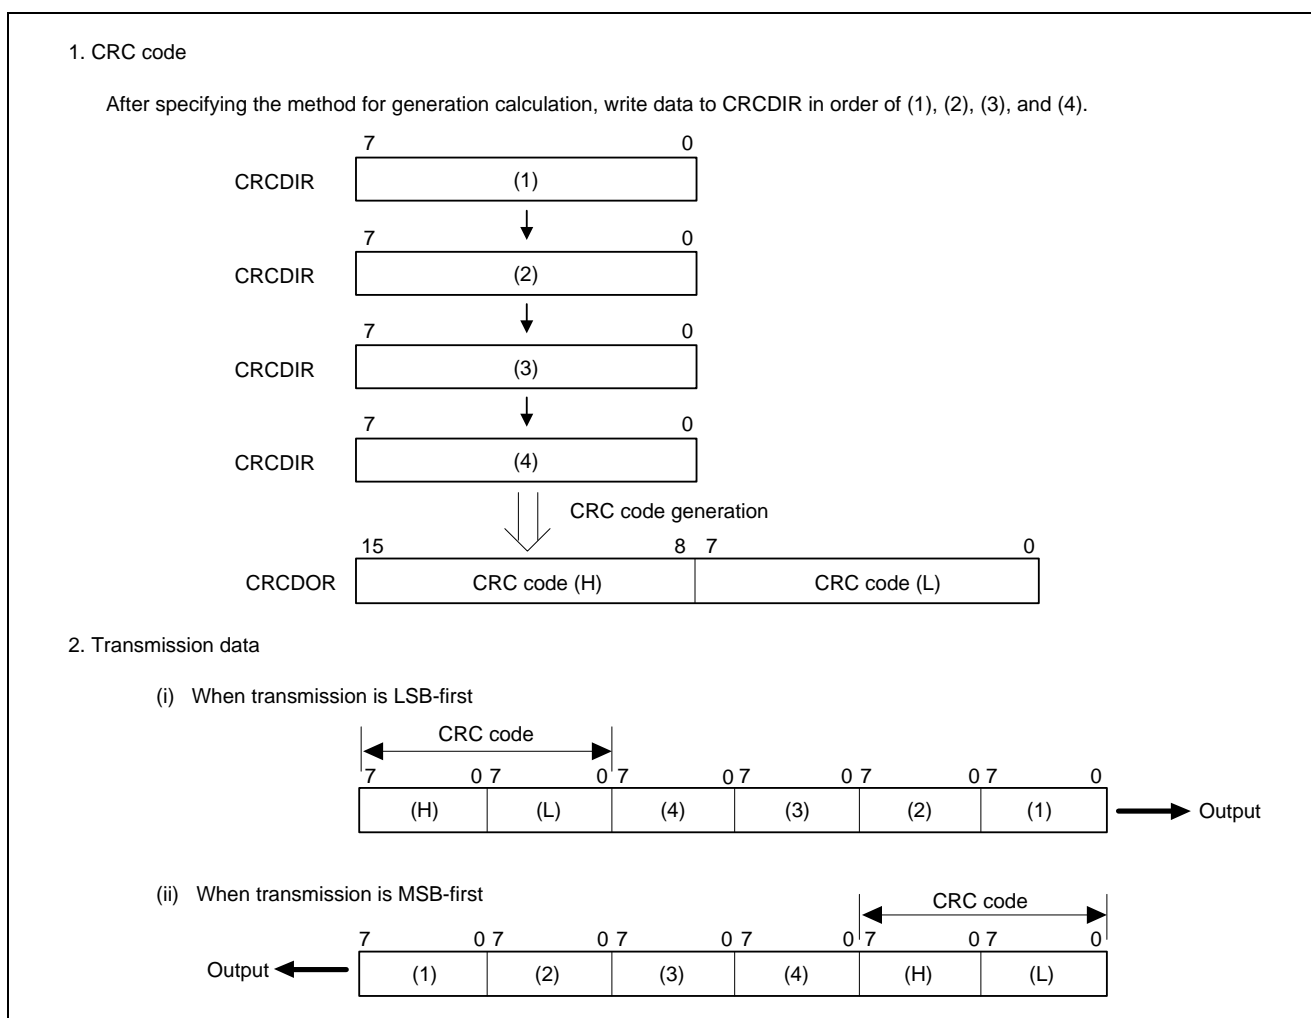 1. CRC code
After specifying the method for generation calculation, write data to CRCDIR in order of (1), (2), (3), and (4).
7 0
CRCDIR (1)
7 0
CRCDIR (2)
7 0
CRCDIR (3)
7 0
CRCDIR (4)
CRC code generation
15 8 7 0
CRCDOR CRC code (H) CRC code (L)
2. Transmission data
(i) When transmission is LSB-first
CRC code
7 0 7 0 7 0 7 0 7 0 7 0
(H) (L) (4) (3) (2) (1) Output
(ii) When transmission is MSB-first
CRC code
7 0 7 0 7 0 7 0 7 0 7 0
Output (1) (2) (3) (4) (H) (L)